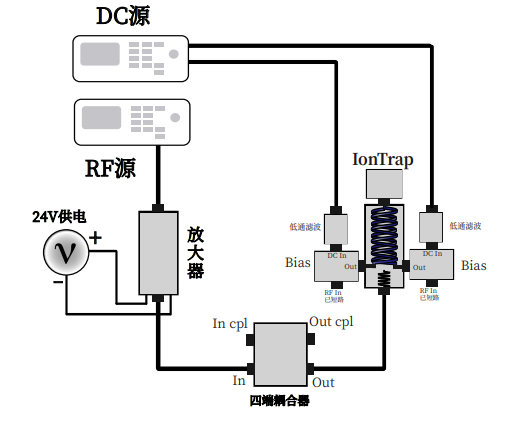 DC源
RF源
IonTrap
24V供电
+
V
−
放大器
低通滤波
低通滤波
Bias
DC In
Out
DC In
Out
Bias
RF In
已短路
RF In
已短路
In cpl
Out cpl
In
Out
四端耦合器